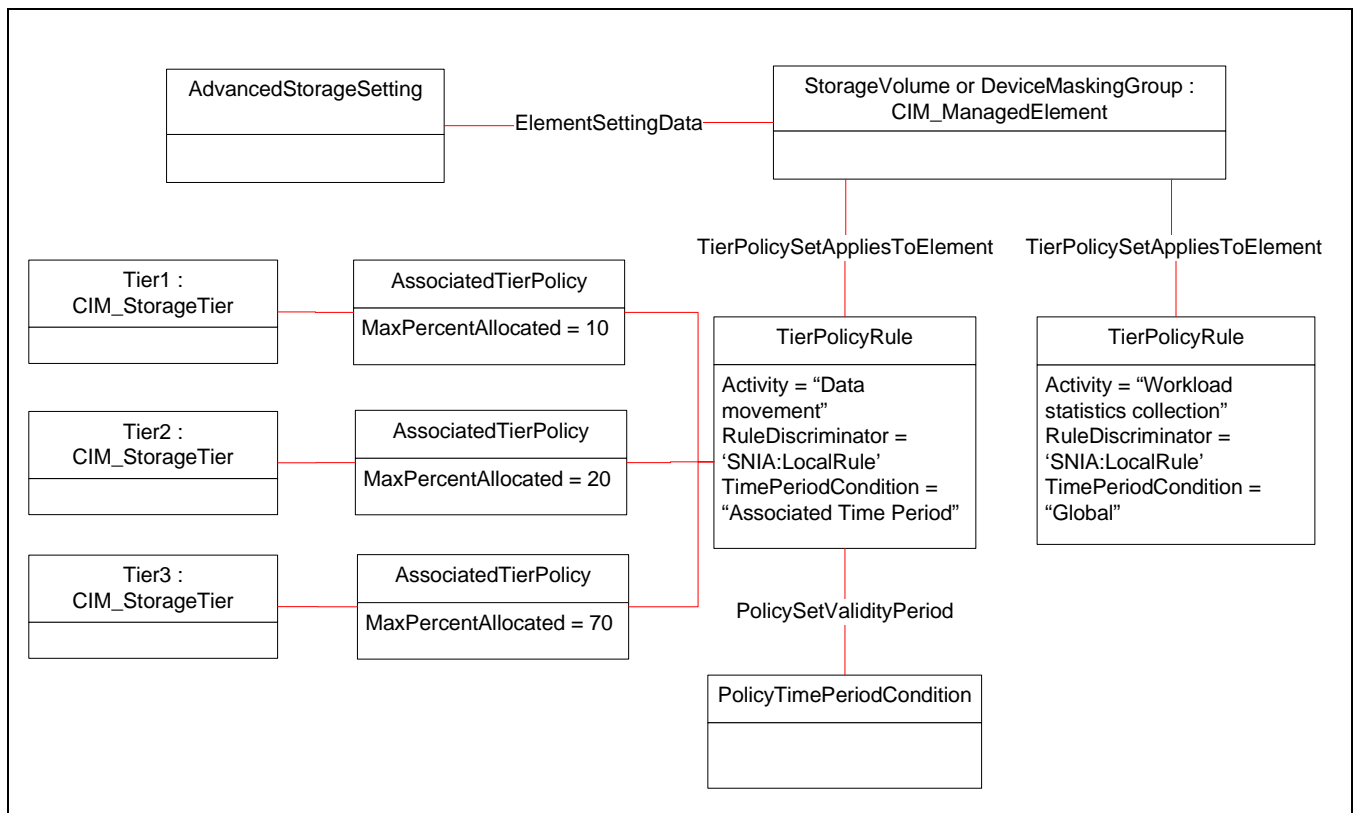 AdvancedStorageSetting
StorageVolume or DeviceMaskingGroup :
CIM_ManagedElement
ElementSettingData
TierPolicySetAppliesToElement
TierPolicySetAppliesToElement
Tier1 :
CIM_StorageTier
AssociatedTierPolicy
MaxPercentAllocated = 10
Tier2 :
CIM_StorageTier
AssociatedTierPolicy
MaxPercentAllocated = 20
Tier3 :
CIM_StorageTier
AssociatedTierPolicy
MaxPercentAllocated = 70
TierPolicyRule
Activity = “Data
movement”
RuleDiscriminator =
‘SNIA:LocalRule’
TimePeriodCondition =
“Associated Time Period”
TierPolicyRule
Activity = “Workload
statistics collection”
RuleDiscriminator =
‘SNIA:LocalRule’
TimePeriodCondition =
“Global”
PolicySetValidityPeriod
PolicyTimePeriodCondition